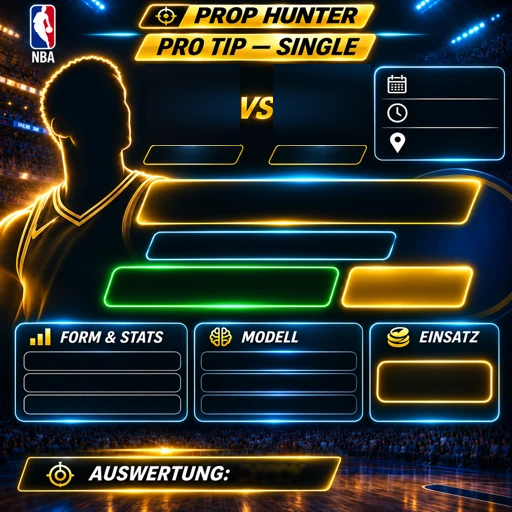 NBA
PROP HUNTER
PRO TIP – SINGLE
VS
FORM & STATS
MODELL
EINSATZ
AUSWERTUNG: